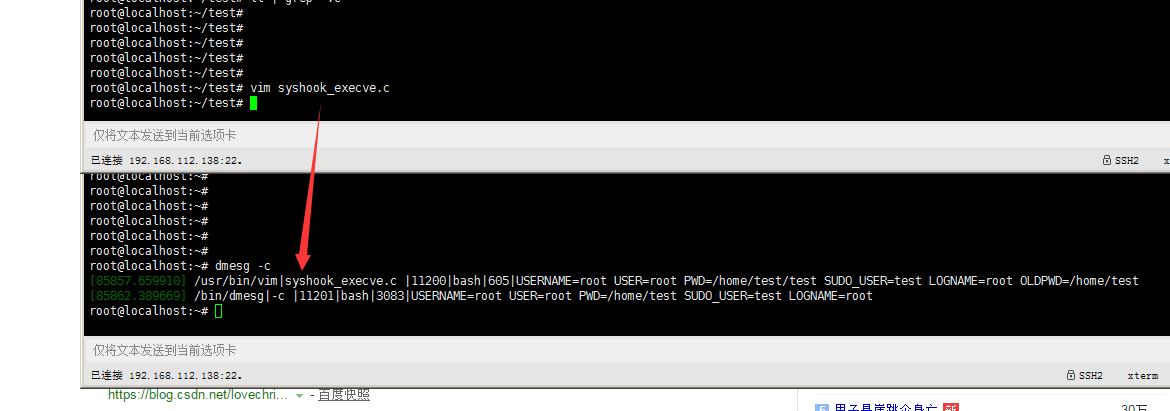 root@localhost:~/test#
root@localhost:~/test#
root@localhost:~/test#
root@localhost:~/test#
root@localhost:~/test#
root@localhost:~/test# vim syshook_execve.c
root@localhost:~/test#
仅将文本发送到当前选项卡
已连接 192.168.112.138:22.
SSH2
x
root@localhost:~#
root@localhost:~#
root@localhost:~#
root@localhost:~#
root@localhost:~#
root@localhost:~#
root@localhost:~# dmesg -c
[85857.659910] /usr/bin/vim|syshook_execve.c |11200|bash|605|USERNAME=root USER=root PWD=/home/test/test SUDO_USER=test LOGNAME=root OLDPWD=/home/test
[85862.389669] /bin/dmesg|-c |11201|bash|3083|USERNAME=root USER=root PWD=/home/test SUDO_USER=test LOGNAME=root
root@localhost:~#
仅将文本发送到当前选项卡
已连接 192.168.112.138:22.
SSH2 xterm
https://blog.csdn.net/lovechri... - 百度快照
30万